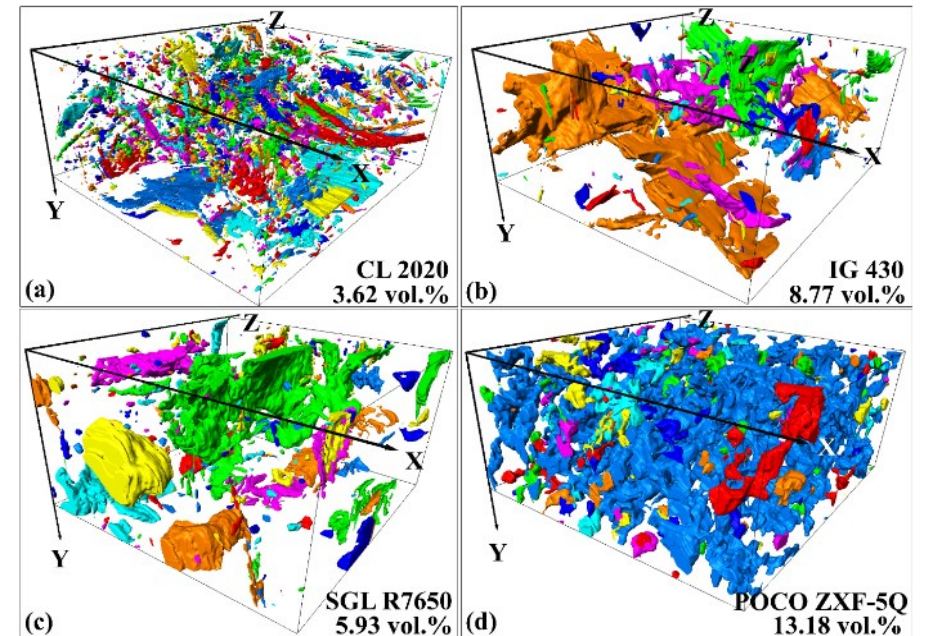 Z
X
Y
(a)
CL 2020
3.62 vol.%
Z
X
Y
(b)
IG 430
8.77 vol.%
Z
X
Y
(c)
SGL R7650
5.93 vol.%
Z
X
Y
(d)
POCO ZXF-5Q
13.18 vol.%